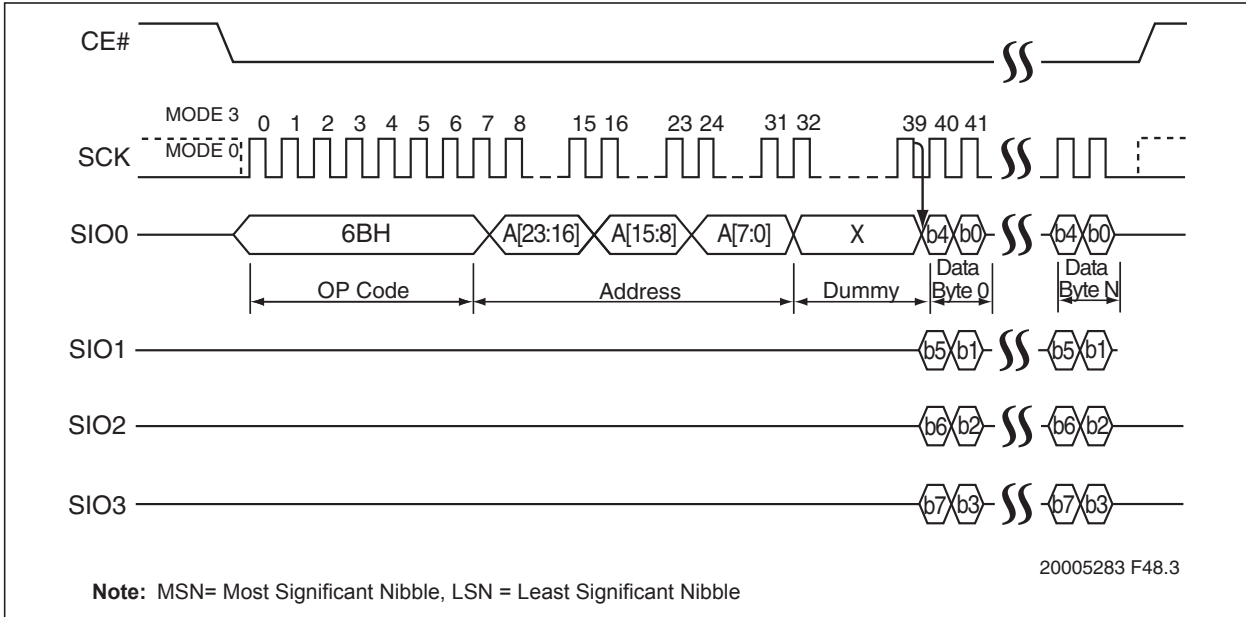 CE#
MODE 3
0 1 2 3 4 5 6 7 8 15 16 23 24 31 32 39 40 41
SCK
MODE 0
SIO0
6BH A[23:16] A[15:8] A[7:0] X b4 b0 b4 b0
OP Code Address Dummy Data Byte 0 Data Byte N
SIO1 b5 b1 b5 b1
SIO2 b6 b2 b6 b2
SIO3 b7 b3 b7 b3
20005283 F48.3
Note: MSN= Most Significant Nibble, LSN = Least Significant Nibble